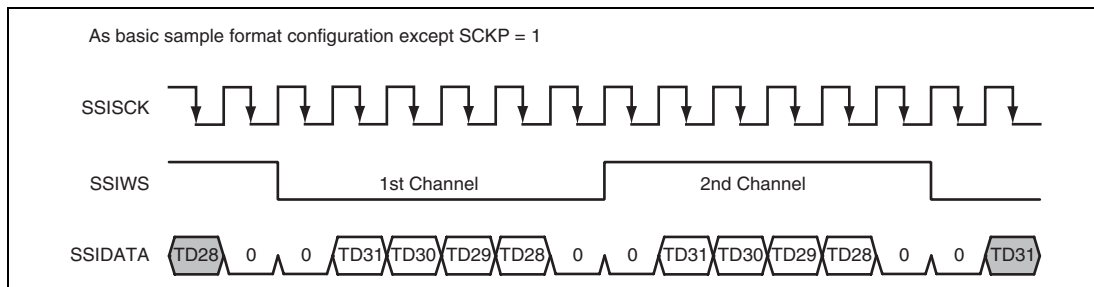 As basic sample format configuration except SCKP = 1
SSISCK
SSIWS 1st Channel 2nd Channel
SSIDATA TD28 0 0 TD31 TD30 TD29 TD28 0 0 TD31 TD30 TD29 TD28 0 0 TD31